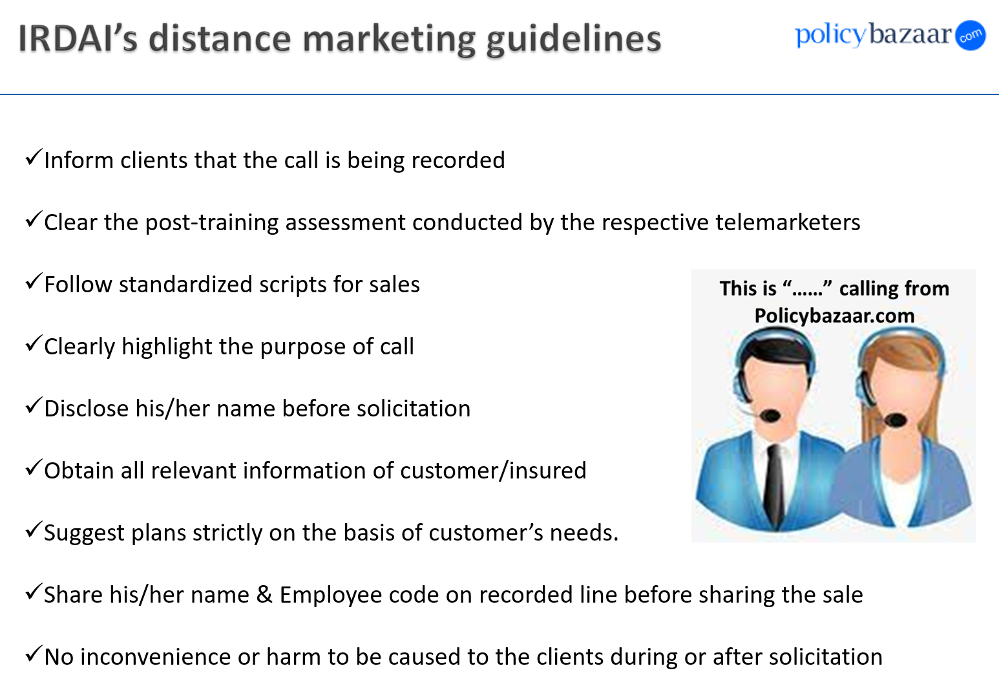 IRDAI’s distance marketing guidelines
policybazaar com
✓Inform clients that the call is being recorded
✓Clear the post-training assessment conducted by the respective telemarketers
✓Follow standardized scripts for sales
This is “......” calling from
Policybazaar.com
✓Clearly highlight the purpose of call
✓Disclose his/her name before solicitation
✓Obtain all relevant information of customer/insured
✓Suggest plans strictly on the basis of customer’s needs.
✓Share his/her name & Employee code on recorded line before sharing the sale
✓No inconvenience or harm to be caused to the clients during or after solicitation